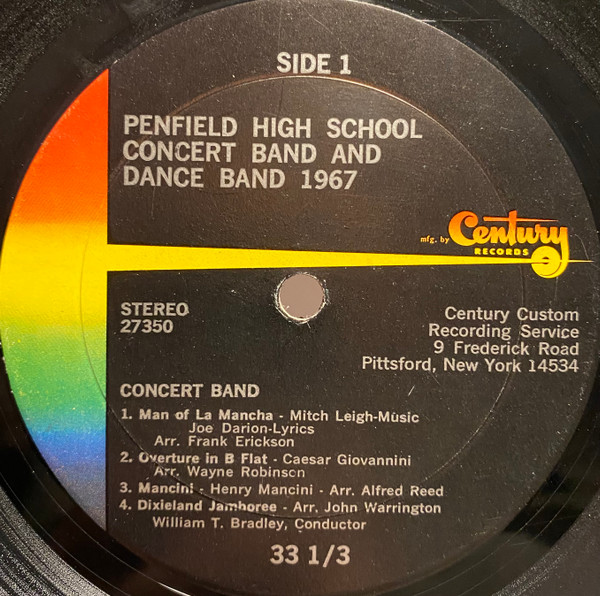 SIDE 1
PENFIELD HIGH SCHOOL
CONCERT BAND AND
DANCE BAND 1967
mfg. by Century
RECORDS
STEREO
27350
Century Custom
Recording Service
9 Frederick Road
Pittsford, New York 14534
CONCERT BAND
1. Man of La Mancha - Mitch Leigh-Music
Joe Darion-Lyrics
Arr. Frank Erickson
2. Overture in B Flat - Caesar Giovannini
Arr. Wayne Robinson
3. Mancini - Henry Mancini - Arr. Alfred Reed
4. Dixieland Jamboree - Arr. John Warrington
William T. Bradley, Conductor
33 1/3